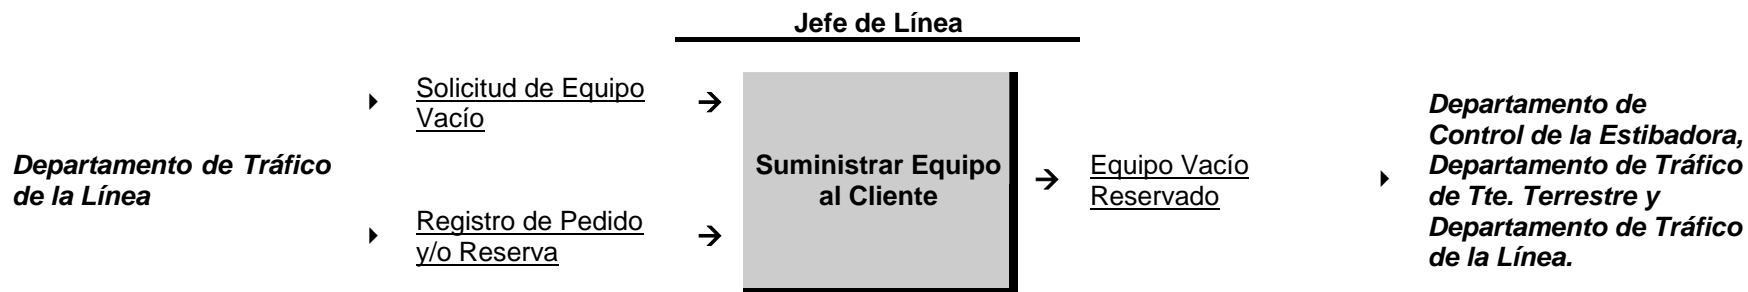 Jefe de Línea
Departamento de Tráfico
de la Línea
Solicitud de Equipo
Vacío
Registro de Pedido
y/o Reserva
Suministrar Equipo
al Cliente
Equipo Vacío
Reservado
Departamento de
Control de la Estibadora,
Departamento de Tráfico
de Tte. Terrestre y
Departamento de Tráfico
de la Línea.